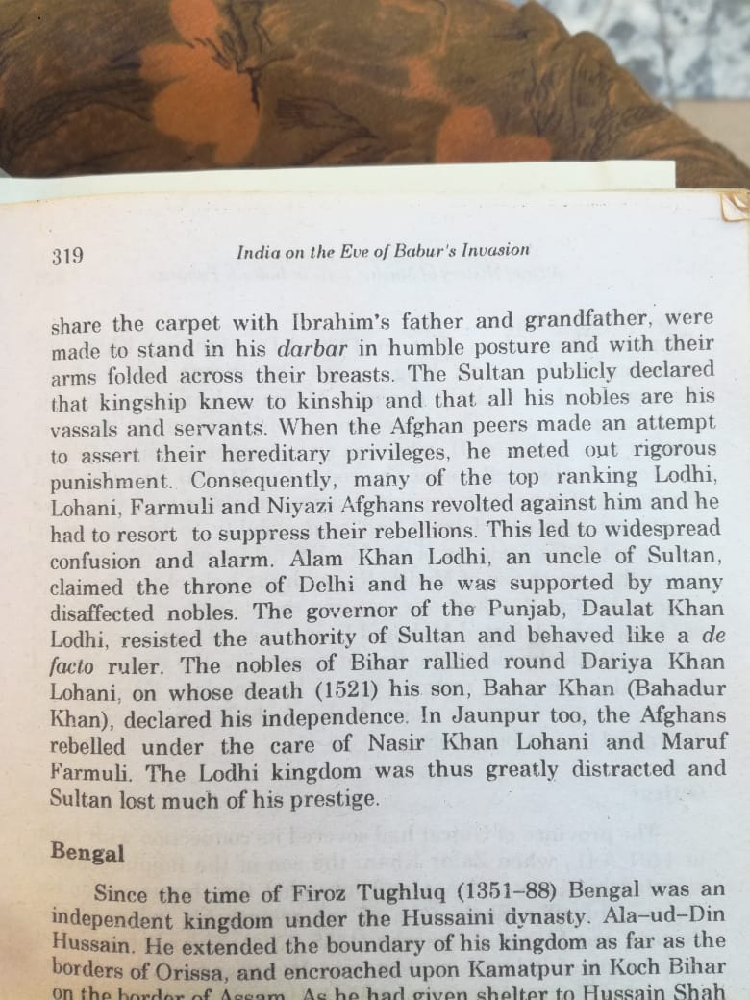 319
India on the Eve of Babur's Invasion
share the carpet with Ibrahim's father and grandfather, were
made to stand in his darbar in humble posture and with their
arms folded across their breasts. The Sultan publicly declared
that kingship knew to kinship and that all his nobles are his
vassals and servants. When the Afghan peers made an attempt
to assert their hereditary privileges, he meted out rigorous
punishment. Consequently, many of the top ranking Lodhi,
Lohani, Farmuli and Niyazi Afghans revolted against him and he
had to resort to suppress their rebellions. This led to widespread
confusion and alarm. Alam Khan Lodhi, an uncle of Sultan,
claimed the throne of Delhi and he was supported by many
disaffected nobles. The governor of the Punjab, Daulat Khan
Lodhi, resisted the authority of Sultan and behaved like a de
facto ruler. The nobles of Bihar rallied round Dariya Khan
Lohani, on whose death (1521) his son, Bahar Khan (Bahadur
Khan), declared his independence. In Jaunpur too, the Afghans
rebelled under the care of Nasir Khan Lohani and Maruf
Farmuli. The Lodhi kingdom was thus greatly distracted and
Sultan lost much of his prestige.
Bengal
Since the time of Firoz Tughluq (1351–88) Bengal was an
independent kingdom under the Hussaini dynasty. Ala-ud-Din
Hussain. He extended the boundary of his kingdom as far as the
borders of Orissa, and encroached upon Kamatpur in Koch Bihar
on the border of Assam. As he had given shelter to Hussain Shah